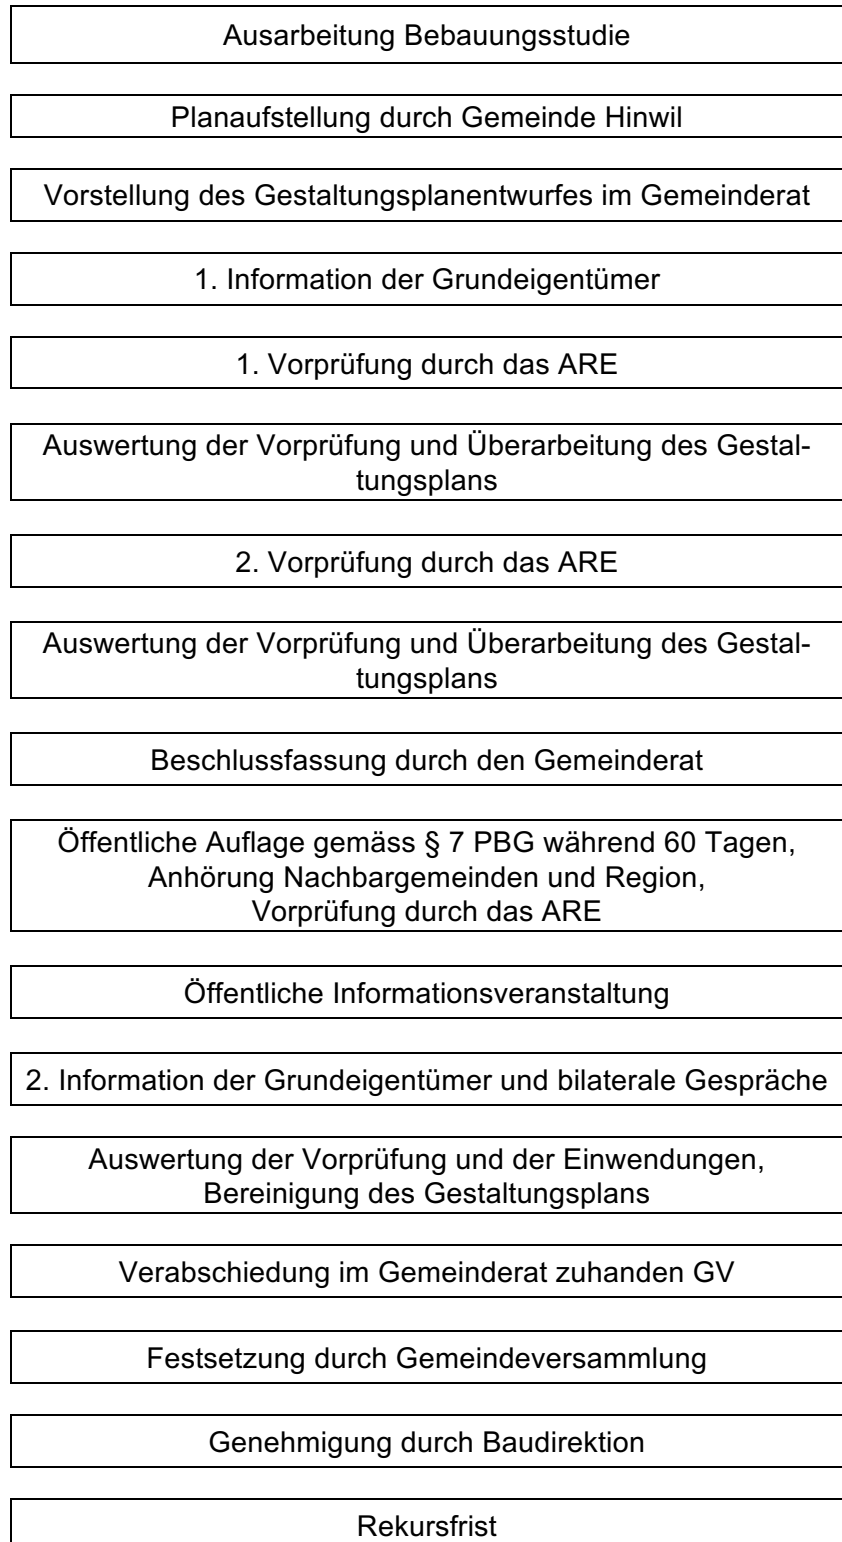 Ausarbeitung Bebauungsstudie
Planaufstellung durch Gemeinde Hinwil
Vorstellung des Gestaltungsplanentwurfes im Gemeinderat
1. Information der Grundeigentümer
1. Vorprüfung durch das ARE
Auswertung der Vorprüfung und Überarbeitung des Gestal-
tungsplans
2. Vorprüfung durch das ARE
Auswertung der Vorprüfung und Überarbeitung des Gestal-
tungsplans
Beschlussfassung durch den Gemeinderat
Öffentliche Auflage gemäss § 7 PBG während 60 Tagen,
Anhörung Nachbargemeinden und Region,
Vorprüfung durch das ARE
Öffentliche Informationsveranstaltung
2. Information der Grundeigentümer und bilaterale Gespräche
Auswertung der Vorprüfung und der Einwendungen,
Bereinigung des Gestaltungsplans
Verabschiedung im Gemeinderat zuhanden GV
Festsetzung durch Gemeindeversammlung
Genehmigung durch Baudirektion
Rekursfrist